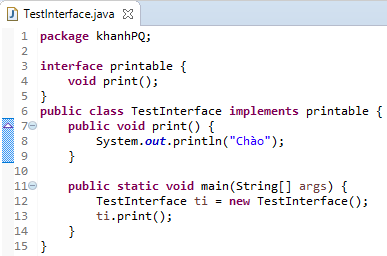 TestInterface.java
1 package khanhPQ;
2
3 interface printable {
4     void print();
5 }
6 public class TestInterface implements printable {
7     public void print() {
8         System.out.println("Chào");
9     }
10
11     public static void main(String[] args) {
12         TestInterface ti = new TestInterface();
13         ti.print();
14     }
15 }